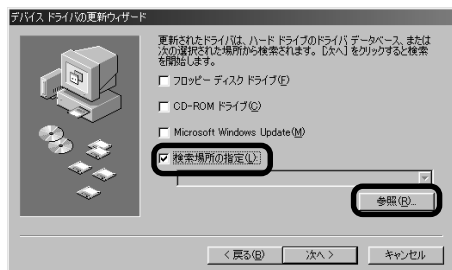 デバイス ドライバの更新ウィザード
更新されたドライバは、ハード ドライブのドライバ データベース、または
次の選択された場所から検索されます。[次へ] をクリックすると検索
を開始します。
フロッピー ディスク ドライブ(F)
CD-ROM ドライブ(C)
Microsoft Windows Update(M)
検索場所の指定(L):
参照(R)...
< 戻る(B)
次へ >
キャンセル